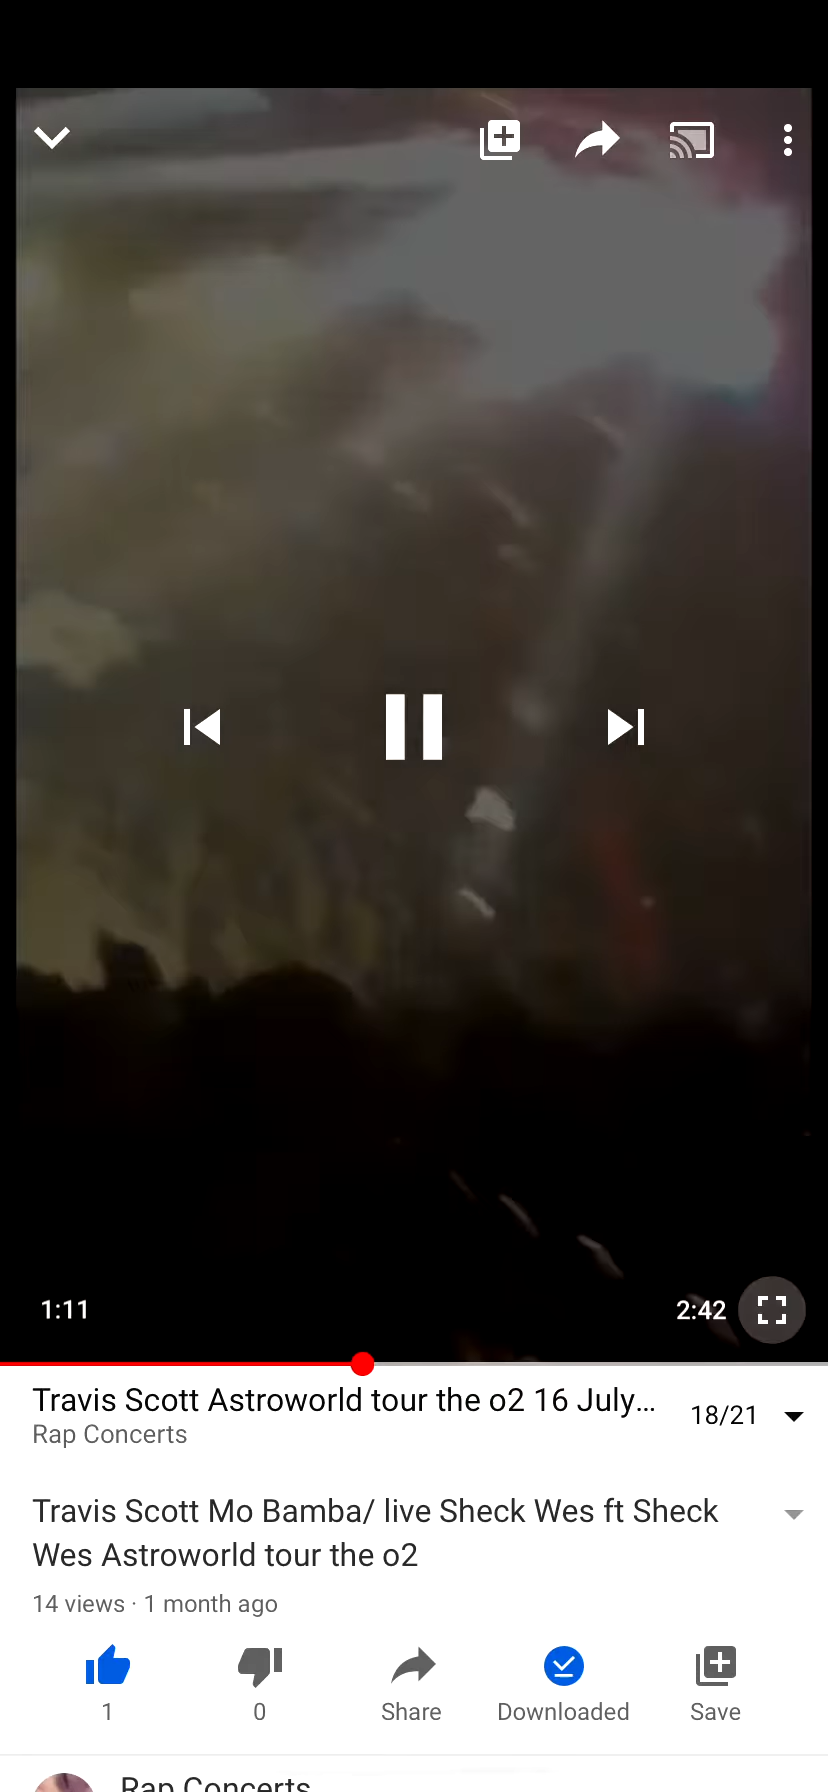 1:11
2:42
Travis Scott Astroworld tour the o2 16 July...
18/21
Rap Concerts
Travis Scott Mo Bamba/ live Sheck Wes ft Sheck
Wes Astroworld tour the o2
14 views · 1 month ago
1
0
Share
Downloaded
Save
Rap Concerts